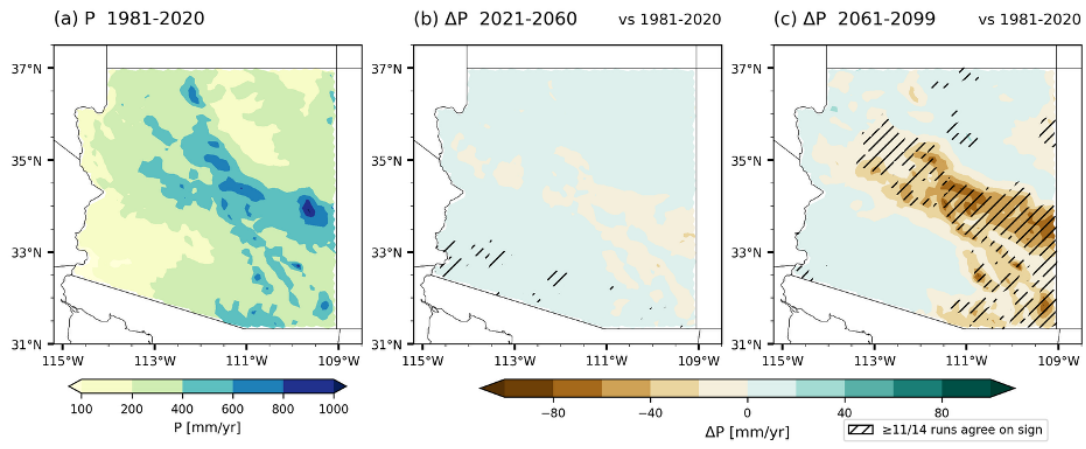 (a) P 1981-2020
(b) ΔP 2021-2060 vs 1981-2020
(c) ΔP 2061-2099 vs 1981-2020
37°N
35°N
33°N
31°N
115°W 113°W 111°W 109°W
37°N
35°N
33°N
31°N
115°W 113°W 111°W 109°W
37°N
35°N
33°N
31°N
115°W 113°W 111°W 109°W
100 200 400 600 800 1000
P [mm/yr]
−80 −40 0 40 80
ΔP [mm/yr]
≥11/14 runs agree on sign